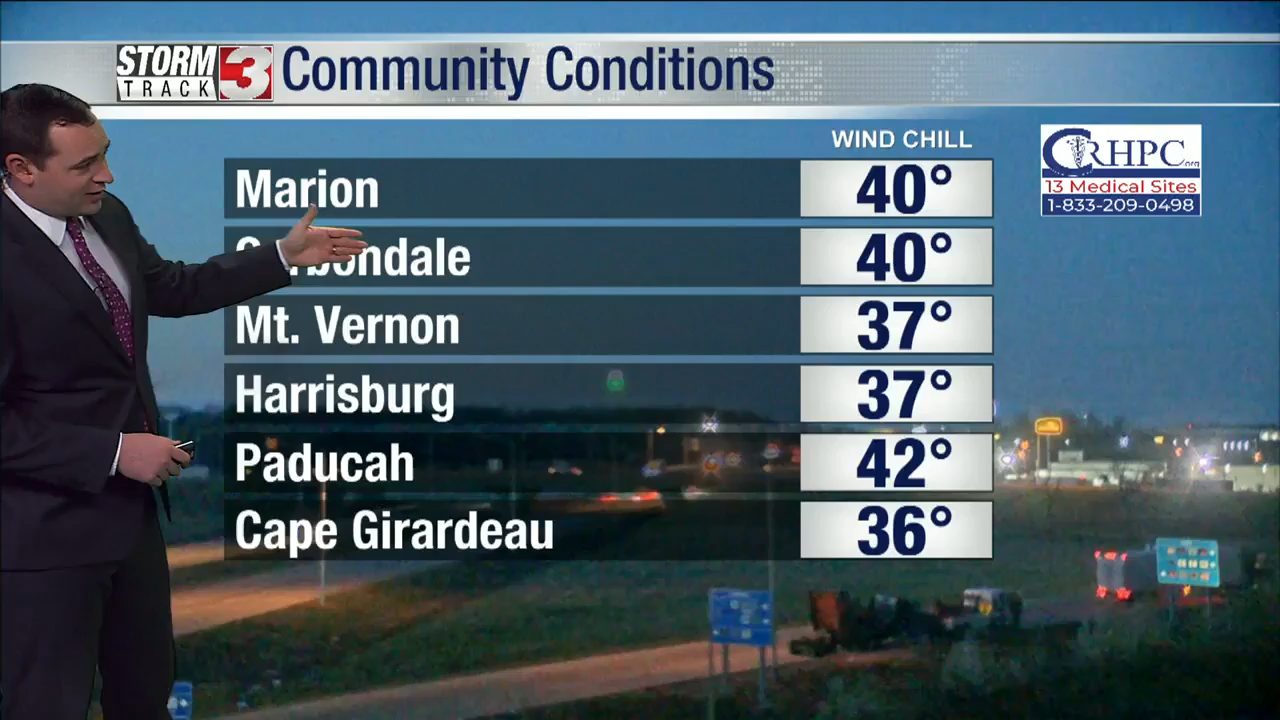 STORM TRACK 3 Community Conditions
WIND CHILL
Marion 40°
Carbondale 40°
Mt. Vernon 37°
Harrisburg 37°
Paducah 42°
Cape Girardeau 36°
CRHPC.org
13 Medical Sites
1-833-209-0498